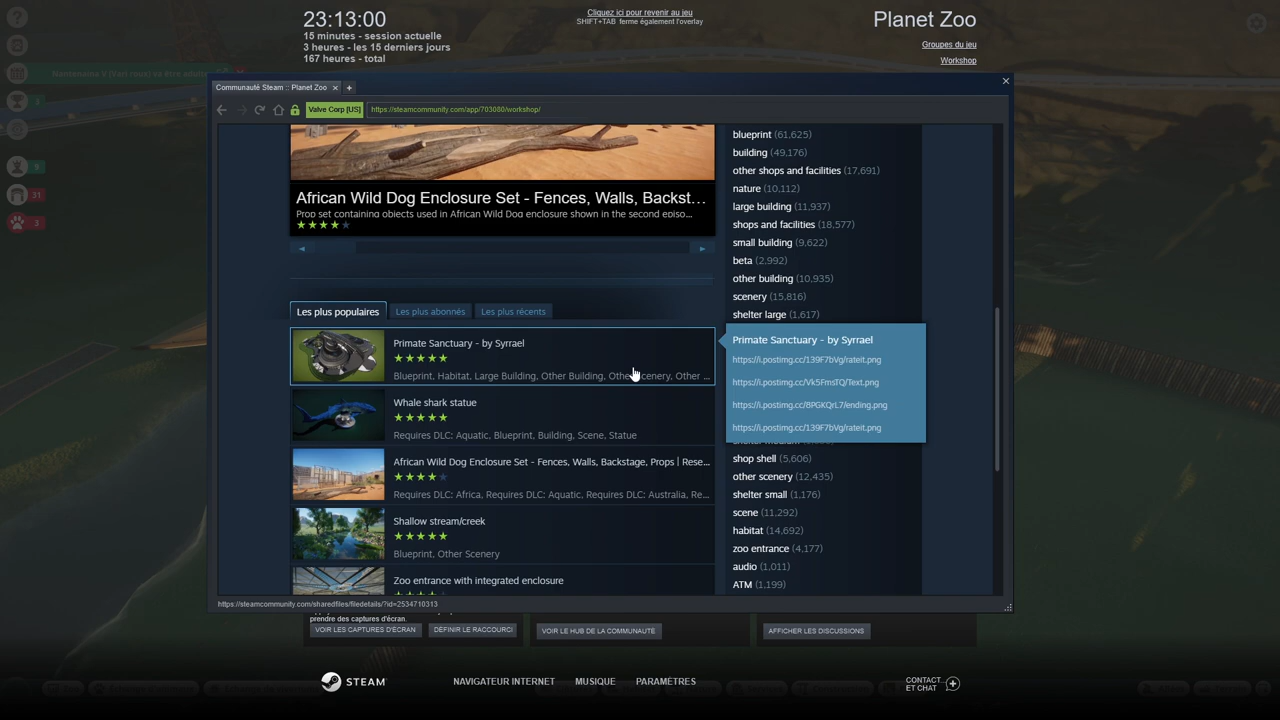 23:13:00
15 minutes - session actuelle
3 heures - les 15 derniers jours
167 heures - total
Cliquez ici pour revenir au jeu
SHIFT+TAB ferme également l'overlay
Planet Zoo
Groupes du jeu
Workshop
Communauté Steam :: Planet Zoo
Valve Corp [US]
https://steamcommunity.com/app/703080/workshop/
African Wild Dog Enclosure Set - Fences, Walls, Backst...
Prop set containing objects used in African Wild Dog enclosure shown in the second episo...
Les plus populaires
Les plus abonnés
Les plus récents
Primate Sanctuary - by Syrrael
Blueprint, Habitat, Large Building, Other Building, Other Scenery, Other ...
Whale shark statue
Requires DLC: Aquatic, Blueprint, Building, Scene, Statue
African Wild Dog Enclosure Set - Fences, Walls, Backstage, Props | Rese...
Requires DLC: Africa, Requires DLC: Aquatic, Requires DLC: Australia, Re...
Shallow stream/creek
Blueprint, Other Scenery
Zoo entrance with integrated enclosure
blueprint (61,625)
building (49,176)
other shops and facilities (17,691)
nature (10,112)
large building (11,937)
shops and facilities (18,577)
small building (9,622)
beta (2,992)
other building (10,935)
scenery (15,816)
shelter large (1,617)
Primate Sanctuary - by Syrrael
https://i.postimg.cc/139F7bVg/rateit.png
https://i.postimg.cc/Vk5FmsTQ/Text.png
https://i.postimg.cc/8PGKQrL7/ending.png
https://i.postimg.cc/139F7bVg/rateit.png
shop shell (5,606)
other scenery (12,435)
shelter small (1,176)
scene (11,292)
habitat (14,692)
zoo entrance (4,177)
audio (1,011)
ATM (1,199)
https://steamcommunity.com/sharedfiles/filedetails/?id=2534710313
prendre des captures d'écran.
VOIR LES CAPTURES D'ÉCRAN
DÉFINIR LE RACCOURCI
VOIR LE HUB DE LA COMMUNAUTÉ
AFFICHER LES DISCUSSIONS
STEAM
NAVIGATEUR INTERNET
MUSIQUE
PARAMÈTRES
CONTACT
ET CHAT
9
31
3